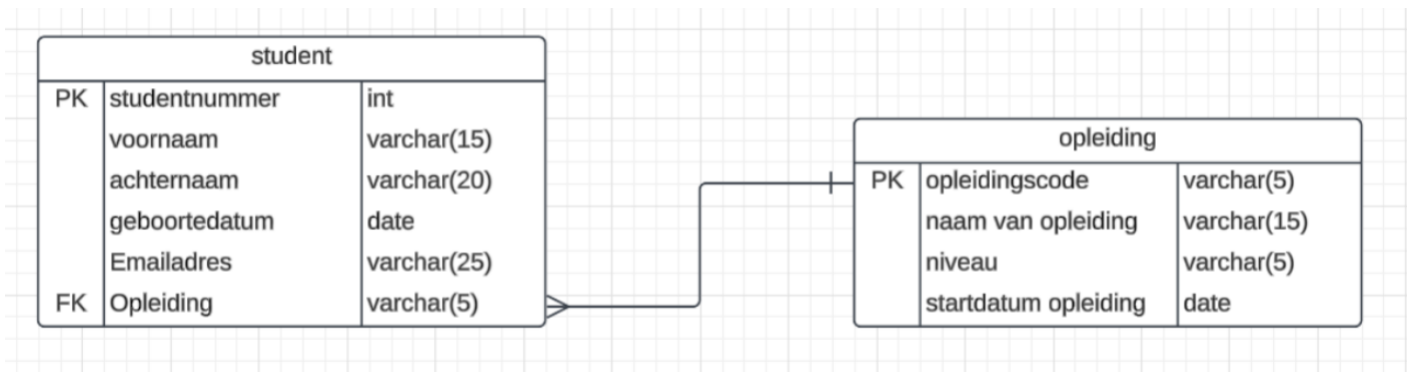 student
PK studentnummer int
voornaam varchar(15)
achternaam varchar(20)
geboortedatum date
Emailadres varchar(25)
FK Opleiding varchar(5)
opleiding
PK opleidingscode varchar(5)
naam van opleiding varchar(15)
niveau varchar(5)
startdatum opleiding date